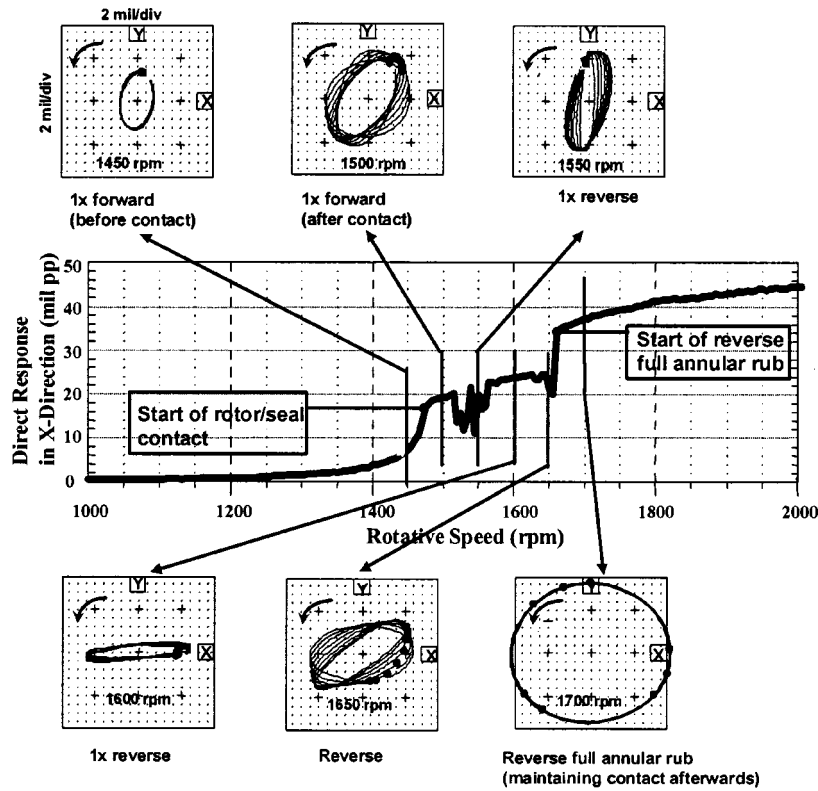 2 mil/div
2 mil/div
Y
X
1450 rpm
Y
X
1500 rpm
Y
X
1550 rpm
1x forward
(before contact)
1x forward
(after contact)
1x reverse
Direct Response
in X-Direction (mil pp)
50
40
30
20
10
0
Start of rotor/seal
contact
Start of reverse
full annular rub
1000
1200
1400
1600
1800
2000
Rotative Speed (rpm)
Y
X
1600 rpm
Y
X
1650 rpm
Y
X
1700 rpm
1x reverse
Reverse
Reverse full annular rub
(maintaining contact afterwards)